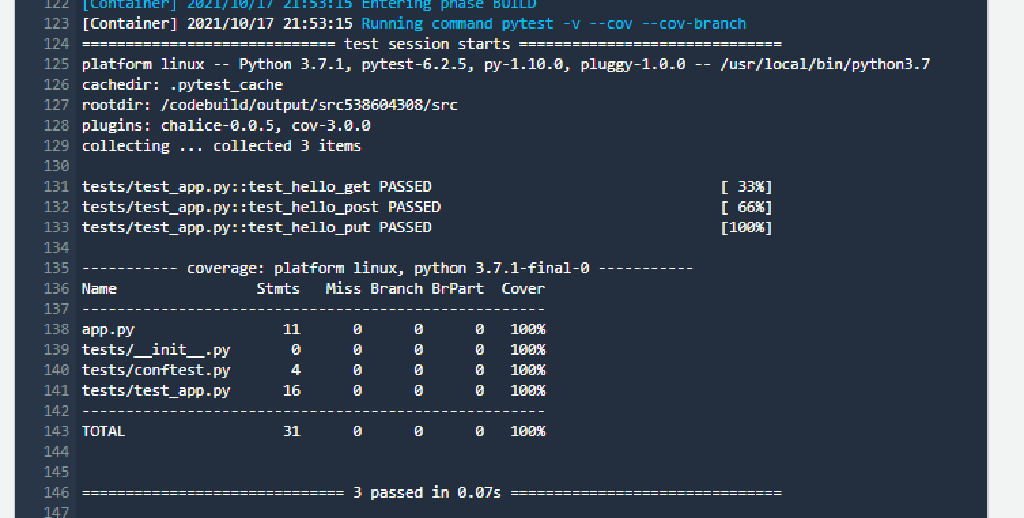 122 [Container] 2021/10/17 21:53:15 Entering phase BUILD
123 [Container] 2021/10/17 21:53:15 Running command pytest -v --cov --cov-branch
124 ============================= test session starts ==============================
125 platform linux -- Python 3.7.1, pytest-6.2.5, py-1.10.0, pluggy-1.0.0 -- /usr/local/bin/python3.7
126 cachedir: .pytest_cache
127 rootdir: /codebuild/output/src538604308/src
128 plugins: chalice-0.0.5, cov-3.0.0
129 collecting ... collected 3 items
130
131 tests/test_app.py::test_hello_get PASSED [ 33%]
132 tests/test_app.py::test_hello_post PASSED [ 66%]
133 tests/test_app.py::test_hello_put PASSED [100%]
134
135 ----------- coverage: platform linux, python 3.7.1-final-0 -----------
136 Name Stmts Miss Branch BrPart Cover
137 -----------------------------------------------------
138 app.py 11 0 0 0 100%
139 tests/__init__.py 0 0 0 0 100%
140 tests/conftest.py 4 0 0 0 100%
141 tests/test_app.py 16 0 0 0 100%
142 -----------------------------------------------------
143 TOTAL 31 0 0 0 100%
144
145
146 ============================== 3 passed in 0.07s ===============================
147